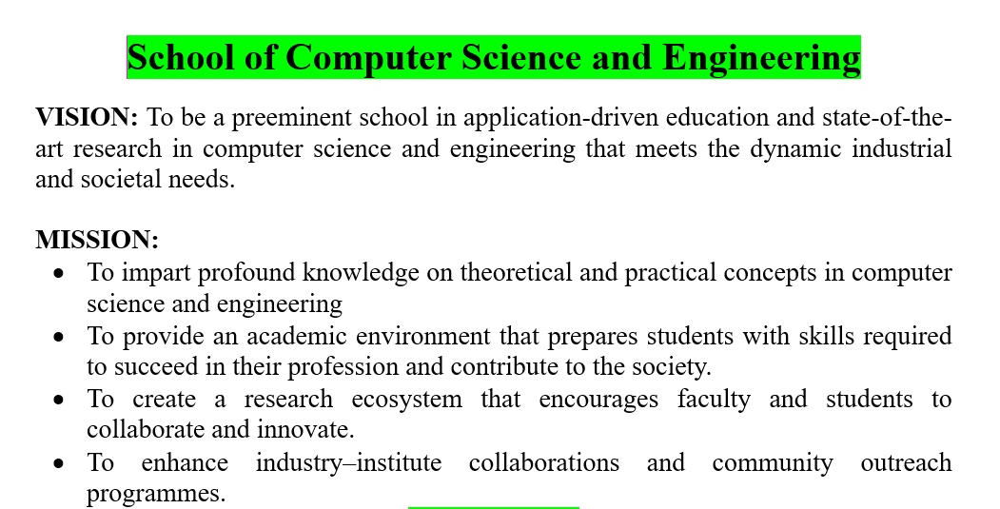 School of Computer Science and Engineering
VISION: To be a preeminent school in application-driven education and state-of-the-
art research in computer science and engineering that meets the dynamic industrial
and societal needs.
MISSION:
• To impart profound knowledge on theoretical and practical concepts in computer
science and engineering
• To provide an academic environment that prepares students with skills required
to succeed in their profession and contribute to the society.
• To create a research ecosystem that encourages faculty and students to
collaborate and innovate.
• To enhance industry–institute collaborations and community outreach
programmes.